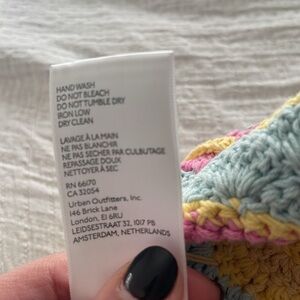 HAND WASH
DO NOT BLEACH
DO NOT TUMBLE DRY
IRON LOW
DRY CLEAN
LAVAGE À LA MAIN
NE PAS BLANCHIR
NE PAS SECHER PAR CULBUTAGE
REPASSAGE DOUX
NETTOYER À SEC
RN 66170
CA 32054
Urban Outfitters, Inc.
146 Brick Lane
London, E1 6RU
LEIDSESTRAAT 32, 1017 PB
AMSTERDAM, NETHERLANDS